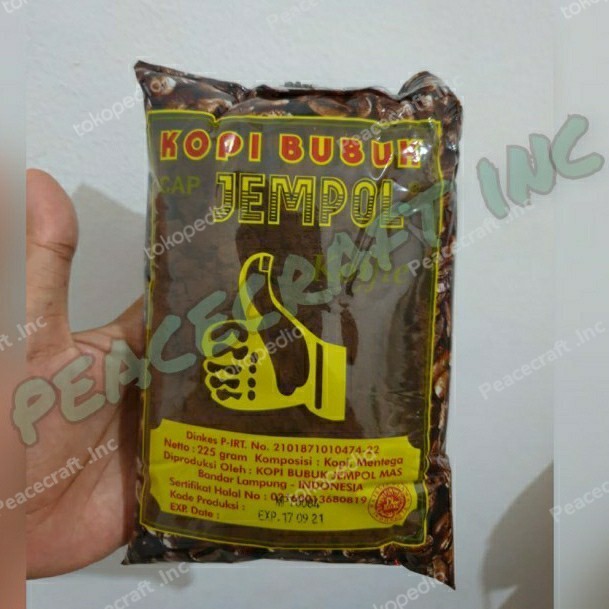 KOPI BUBUK
CAP JEMPOL
Dinkes P-IRT. No. 2101871010474-22
Netto : 225 gram Komposisi : Kopi, Mentega
Diproduksi Oleh : KOPI BUBUK JEMPOL MAS
Bandar Lampung - INDONESIA
Sertifikat Halal No :
Kode Produksi :
EXP. Date : EXP. 17 09 21
PEACECRAFT INC
tokopedia
Peacecraft .Inc